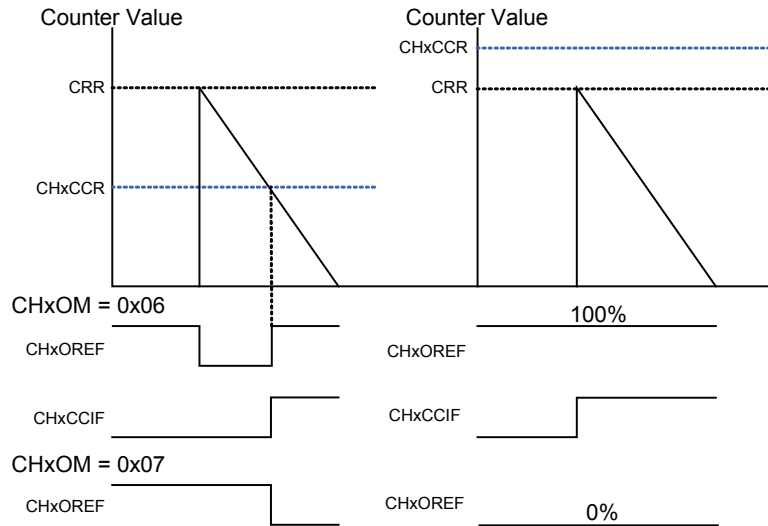 Counter Value
Counter Value
CHxCCR
CRR
CRR
CHxCCR
CHxOM = 0x06
100%
CHxOREF
CHxOREF
CHxCCIF
CHxCCIF
CHxOM = 0x07
CHxOREF
CHxOREF
0%